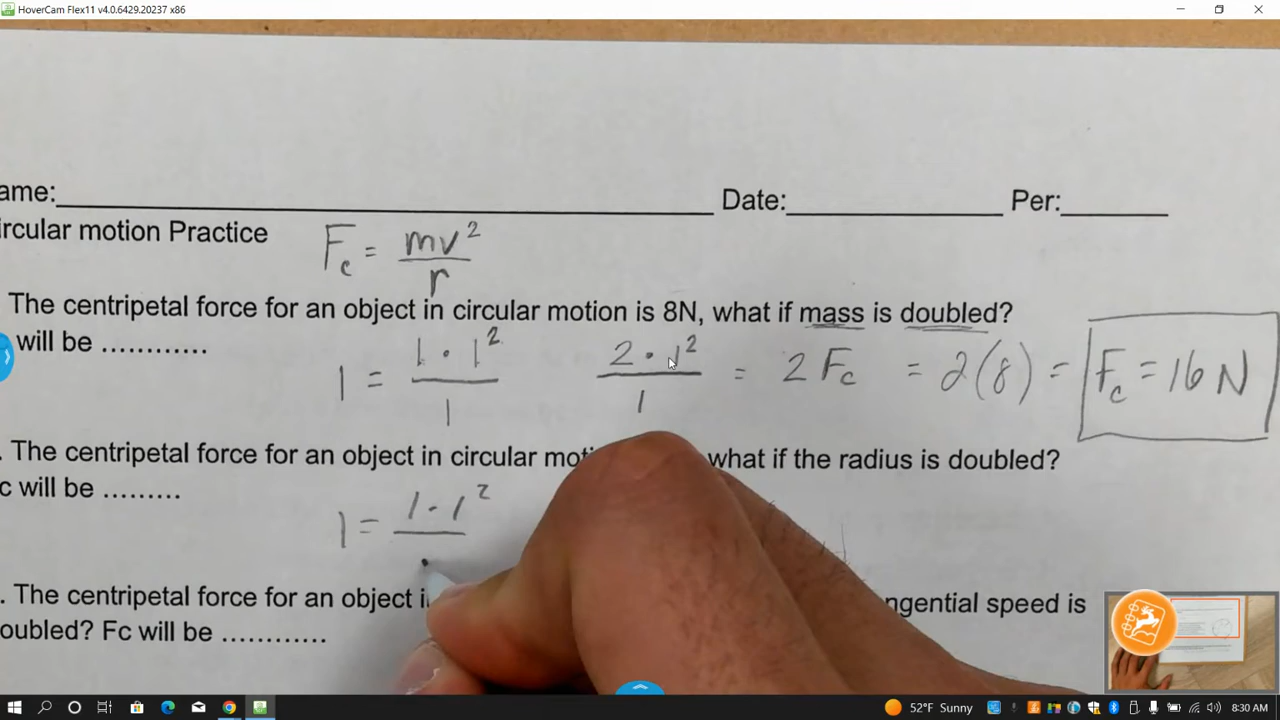 HoverCam Flex11 v4.0.6429.20237 x86
ame: Date: Per:
ircular motion Practice
F_c = mv²/r
The centripetal force for an object in circular motion is 8N, what if mass is doubled?
will be ............
1 = 1 · 1²/1 2 · 1²/1 = 2 F_c = 2(8) = F_c = 16 N
. The centripetal force for an object in circular what if the radius is doubled?
c will be .........
1 = 1 · 1²
. The centripetal force for an object ngential speed is
oubled? Fc will be ............
52°F Sunny 8:30 AM